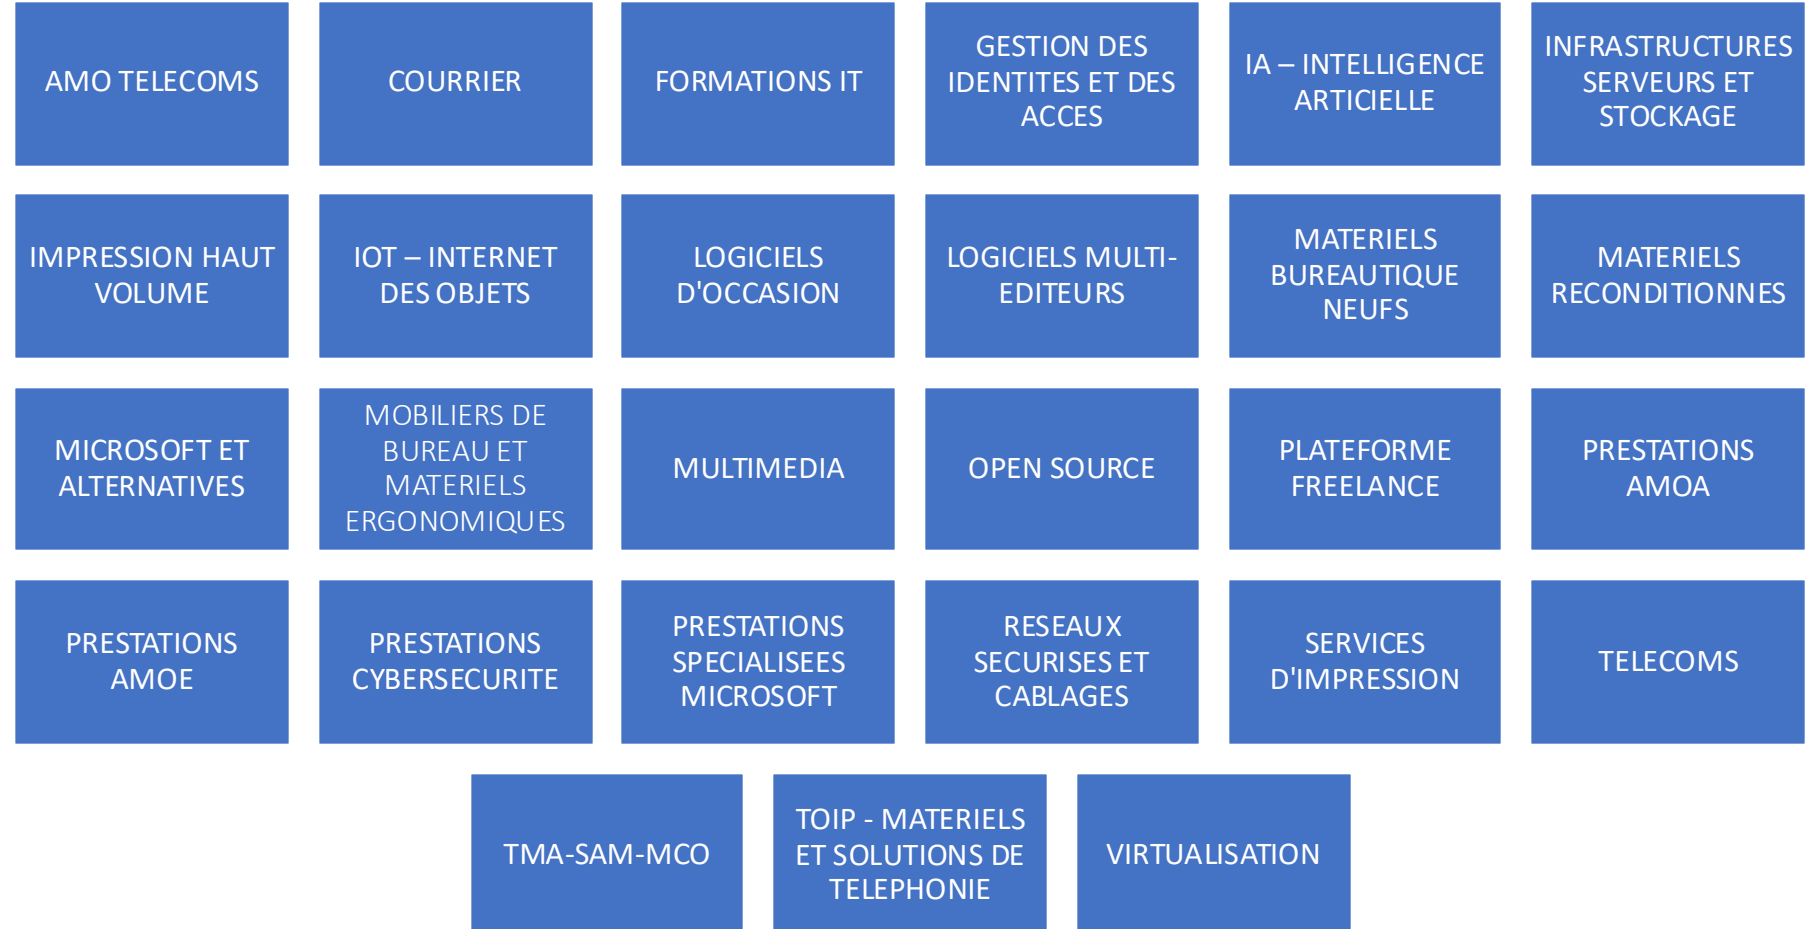 AMO TELECOMS
COURRIER
FORMATIONS IT
GESTION DES
IDENTITES ET DES
ACCES
IA – INTELLIGENCE
ARTICIELLE
INFRASTRUCTURES
SERVEURS ET
STOCKAGE
IMPRESSION HAUT
VOLUME
IOT – INTERNET
DES OBJETS
LOGICIELS
D'OCCASION
LOGICIELS MULTI-
EDITEURS
MATERIELS
BUREAUTIQUE
NEUFS
MATERIELS
RECONDITIONNES
MICROSOFT ET
ALTERNATIVES
MOBILIERS DE
BUREAU ET
MATERIELS
ERGONOMIQUES
MULTIMEDIA
OPEN SOURCE
PLATEFORME
FREELANCE
PRESTATIONS
AMOA
PRESTATIONS
AMOE
PRESTATIONS
CYBERSECURITE
PRESTATIONS
SPECIALISEES
MICROSOFT
RESEAUX
SECURISES ET
CABLAGES
SERVICES
D'IMPRESSION
TELECOMS
TMA-SAM-MCO
TOIP - MATERIELS
ET SOLUTIONS DE
TELEPHONIE
VIRTUALISATION